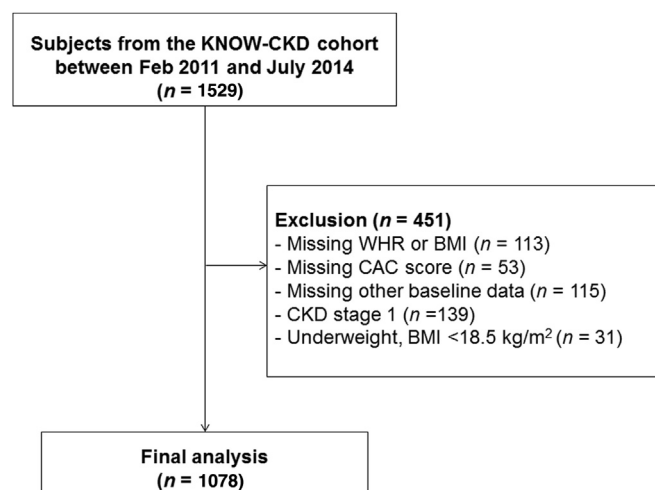 Subjects from the KNOW-CKD cohort
between Feb 2011 and July 2014
(n = 1529)
Exclusion (n = 451)
- Missing WHR or BMI (n = 113)
- Missing CAC score (n = 53)
- Missing other baseline data (n = 115)
- CKD stage 1 (n =139)
- Underweight, BMI <18.5 kg/m² (n = 31)
Final analysis
(n = 1078)